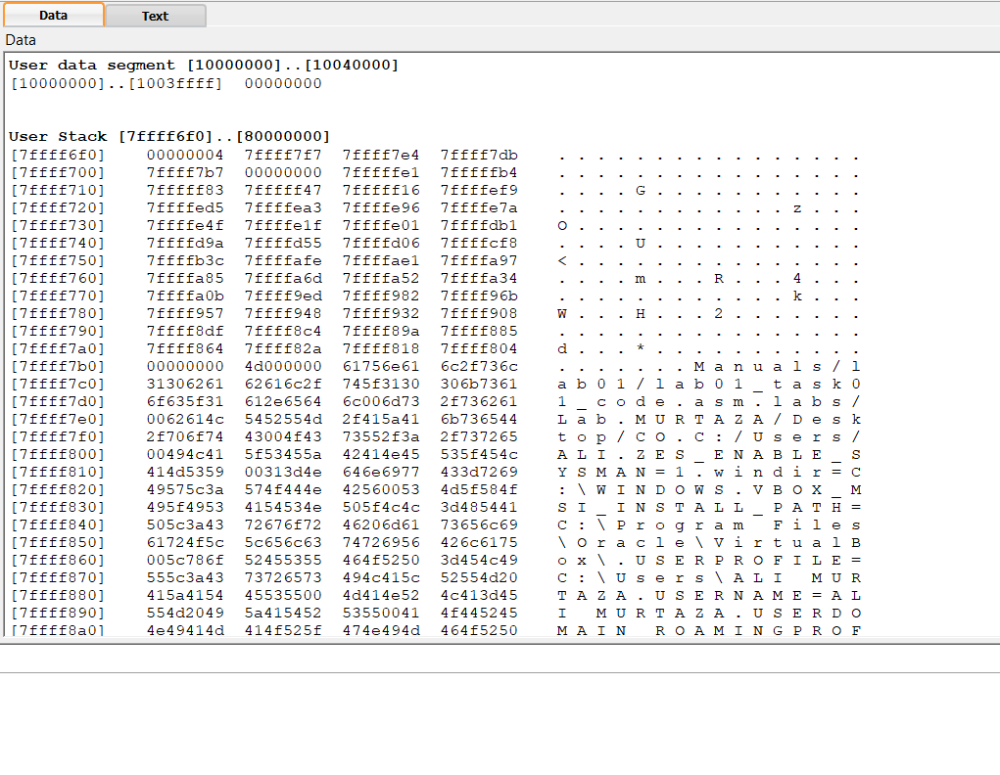 Data Text
Data
User data segment [10000000]..[10040000]
[10000000]..[1003ffff] 00000000
User Stack [7ffff6f0]..[80000000]
[7ffff6f0] 00000004 7ffff7f7 7ffff7e4 7ffff7db . . . . . . . . . . . . . . . .
[7ffff700] 7ffff7b7 00000000 7fffffe1 7fffffb4 . . . . . . . . . . . . . . . .
[7ffff710] 7fffff83 7fffff47 7fffff16 7ffffef9 . . . . G . . . . . . . . . . .
[7ffff720] 7ffffed5 7ffffea3 7ffffe96 7ffffe7a . . . . . . . . . . . . z . . .
[7ffff730] 7ffffe4f 7ffffe1f 7ffffe01 7ffffdb1 O . . . . . . . . . . . . . . .
[7ffff740] 7ffffd9a 7ffffd55 7ffffd06 7ffffcf8 . . . . U . . . . . . . . . . .
[7ffff750] 7ffffb3c 7ffffafe 7ffffae1 7ffffa97 < . . . . . . . . . . . . . . .
[7ffff760] 7ffffa85 7ffffa6d 7ffffa52 7ffffa34 . . . . m . . . R . . . 4 . . .
[7ffff770] 7ffffa0b 7ffff9ed 7ffff982 7ffff96b . . . . . . . . . . . . k . . .
[7ffff780] 7ffff957 7ffff948 7ffff932 7ffff908 W . . . H . . . 2 . . . . . . .
[7ffff790] 7ffff8df 7ffff8c4 7ffff89a 7ffff885 . . . . . . . . . . . . . . . .
[7ffff7a0] 7ffff864 7ffff82a 7ffff818 7ffff804 d . . . * . . . . . . . . . . .
[7ffff7b0] 00000000 4d000000 61756e61 6c2f736c . . . . . . . M a n u a l s / l
[7ffff7c0] 31306261 62616c2f 745f3130 306b7361 a b 0 1 / l a b 0 1 _ t a s k 0
[7ffff7d0] 6f635f31 612e6564 6c006d73 2f736261 1 _ c o d e . a s m . l a b s /
[7ffff7e0] 0062614c 5452554d 2f415a41 6b736544 L a b . M U R T A Z A / D e s k
[7ffff7f0] 2f706f74 43004f43 73552f3a 2f737265 t o p / C O . C : / U s e r s /
[7ffff800] 00494c41 5f53455a 42414e45 535f454c A L I . Z E S _ E N A B L E _ S
[7ffff810] 414d5359 00313d4e 646e6977 433d7269 Y S M A N = 1 . w i n d i r = C
[7ffff820] 49575c3a 574f444e 42560053 4d5f584f : \ W I N D O W S . V B O X _ M
[7ffff830] 495f4953 4154534e 505f4c4c 3d485441 S I _ I N S T A L L _ P A T H =
[7ffff840] 505c3a43 72676f72 46206d61 73656c69 C : \ P r o g r a m F i l e s
[7ffff850] 61724f5c 5c656c63 74726956 426c6175 \ O r a c l e \ V i r t u a l B
[7ffff860] 005c786f 52455355 464f5250 3d454c49 o x \ . U S E R P R O F I L E =
[7ffff870] 555c3a43 73726573 494c415c 52554d20 C : \ U s e r s \ A L I M U R
[7ffff880] 415a4154 45535500 4d414e52 4c413d45 T A Z A . U S E R N A M E = A L
[7ffff890] 554d2049 5a415452 53550041 4f445245 I M U R T A Z A . U S E R D O
[7ffff8a0] 4e49414d 414f525f 474e494d 464f5250 M A I N R O A M I N G P R O F